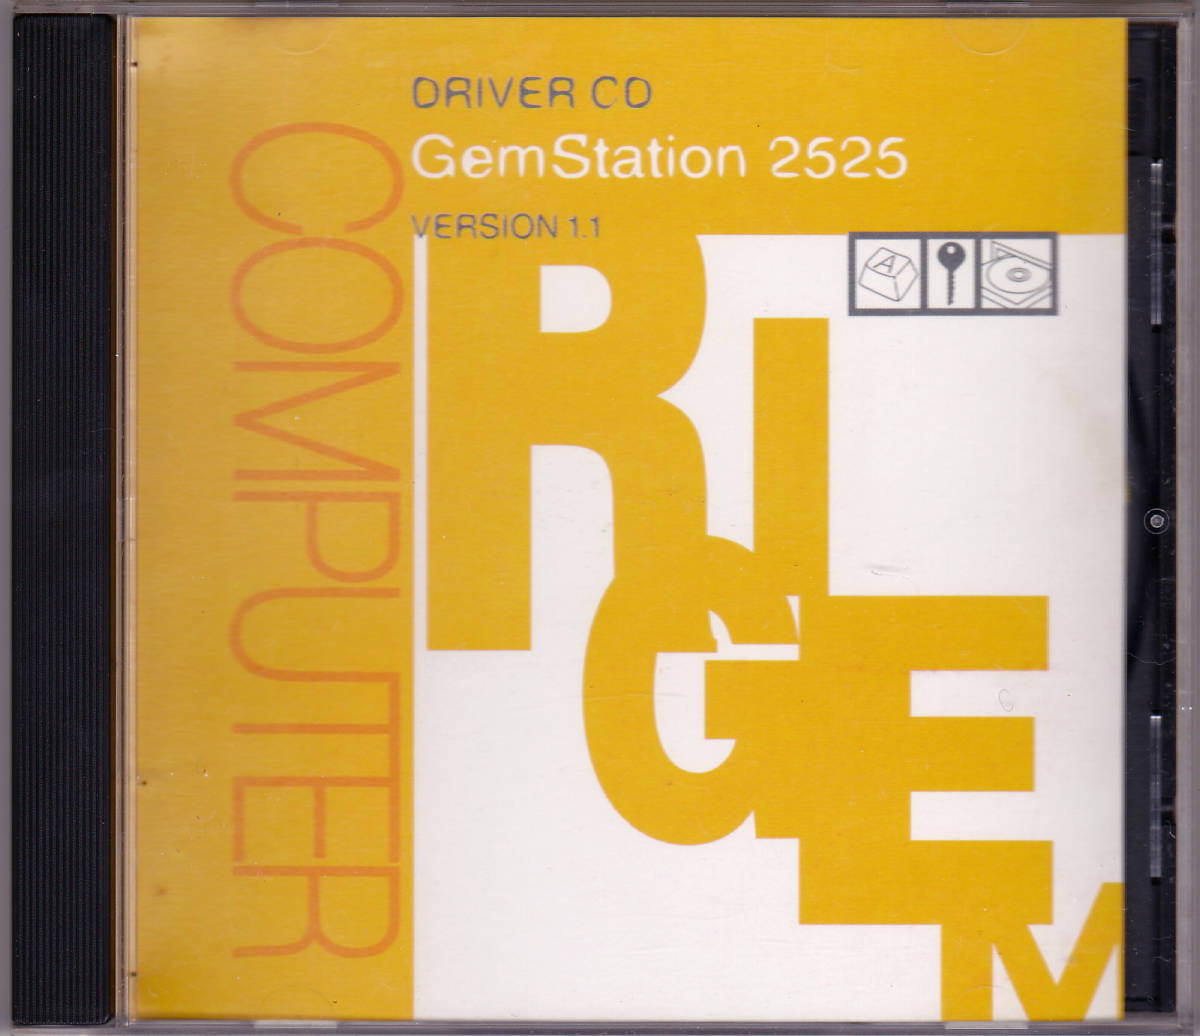 DRIVER CD
GemStation 2525
VERSION 1.1
A
COMPUTER
RIGEM